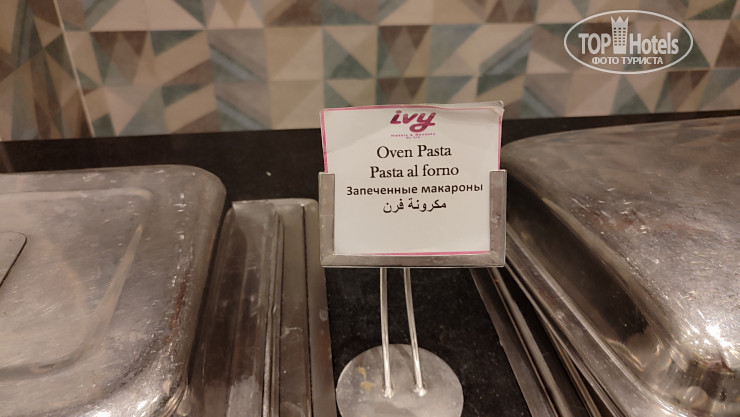 TOP Hotels
ФОТО ТУРИСТА
ivy
Oven Pasta
Pasta al forno
Запеченные макароны
مكرونة فرن